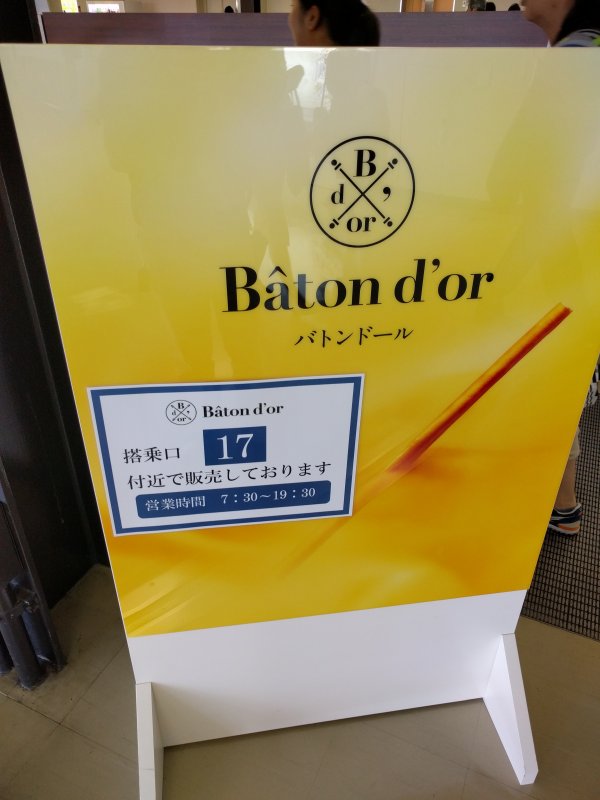 B
d ,
or
Bâton d'or
バトンドール
B
d ,
or
Bâton d'or
搭乗口 17
付近で販売しております
営業時間 7：30～19：30